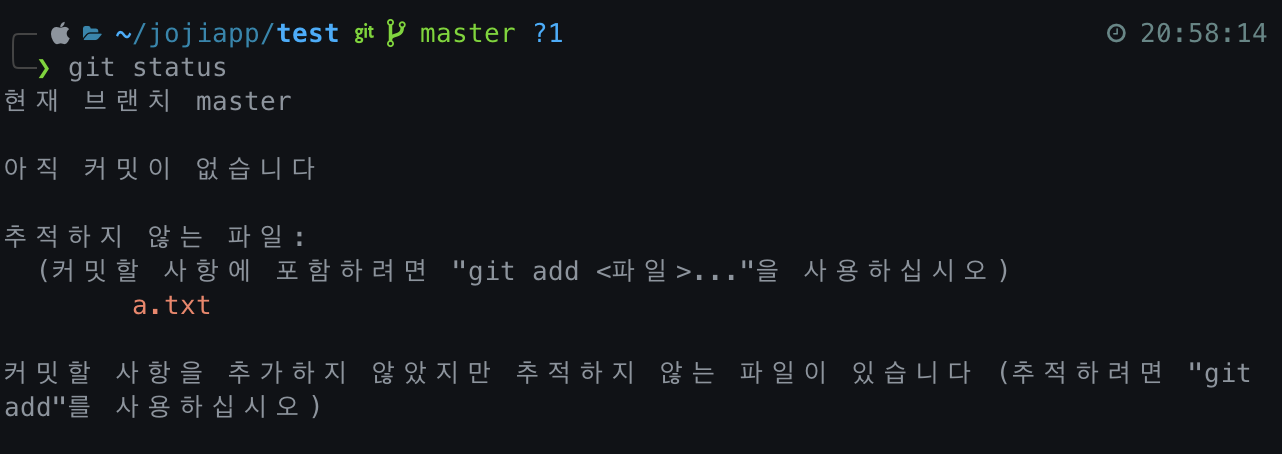 ~/jojiapp/test git master ?1 20:58:14
❯ git status
현재 브랜치 master
아직 커밋이 없습니다
추적하지 않는 파일:
(커밋할 사항에 포함하려면 "git add <파일>..."을 사용하십시오)
a.txt
커밋할 사항을 추가하지 않았지만 추적하지 않는 파일이 있습니다 (추적하려면 "git
add"를 사용하십시오)